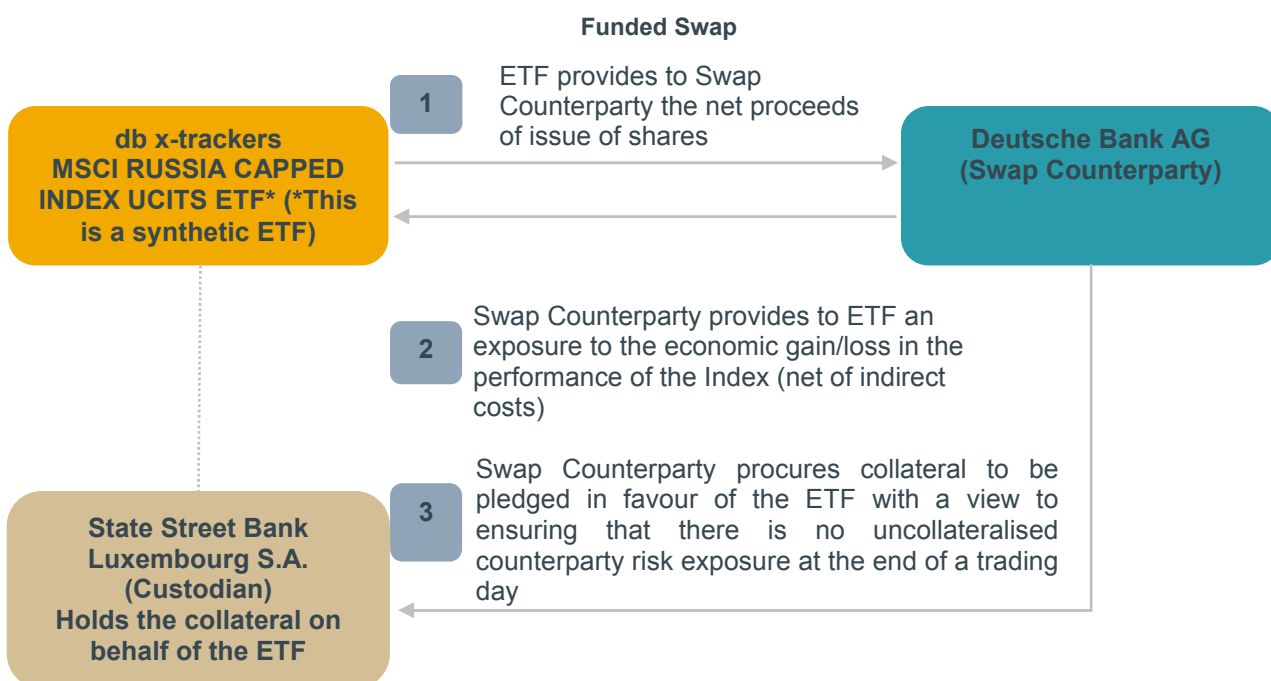 Funded Swap
1
ETF provides to Swap
Counterparty the net proceeds
of issue of shares
db x-trackers
MSCI RUSSIA CAPPED
INDEX UCITS ETF* (*This
is a synthetic ETF)
Deutsche Bank AG
(Swap Counterparty)
2
Swap Counterparty provides to ETF an
exposure to the economic gain/loss in the
performance of the Index (net of indirect
costs)
3
Swap Counterparty procures collateral to be
pledged in favour of the ETF with a view to
ensuring that there is no uncollateralised
counterparty risk exposure at the end of a trading
day
State Street Bank
Luxembourg S.A.
(Custodian)
Holds the collateral on
behalf of the ETF